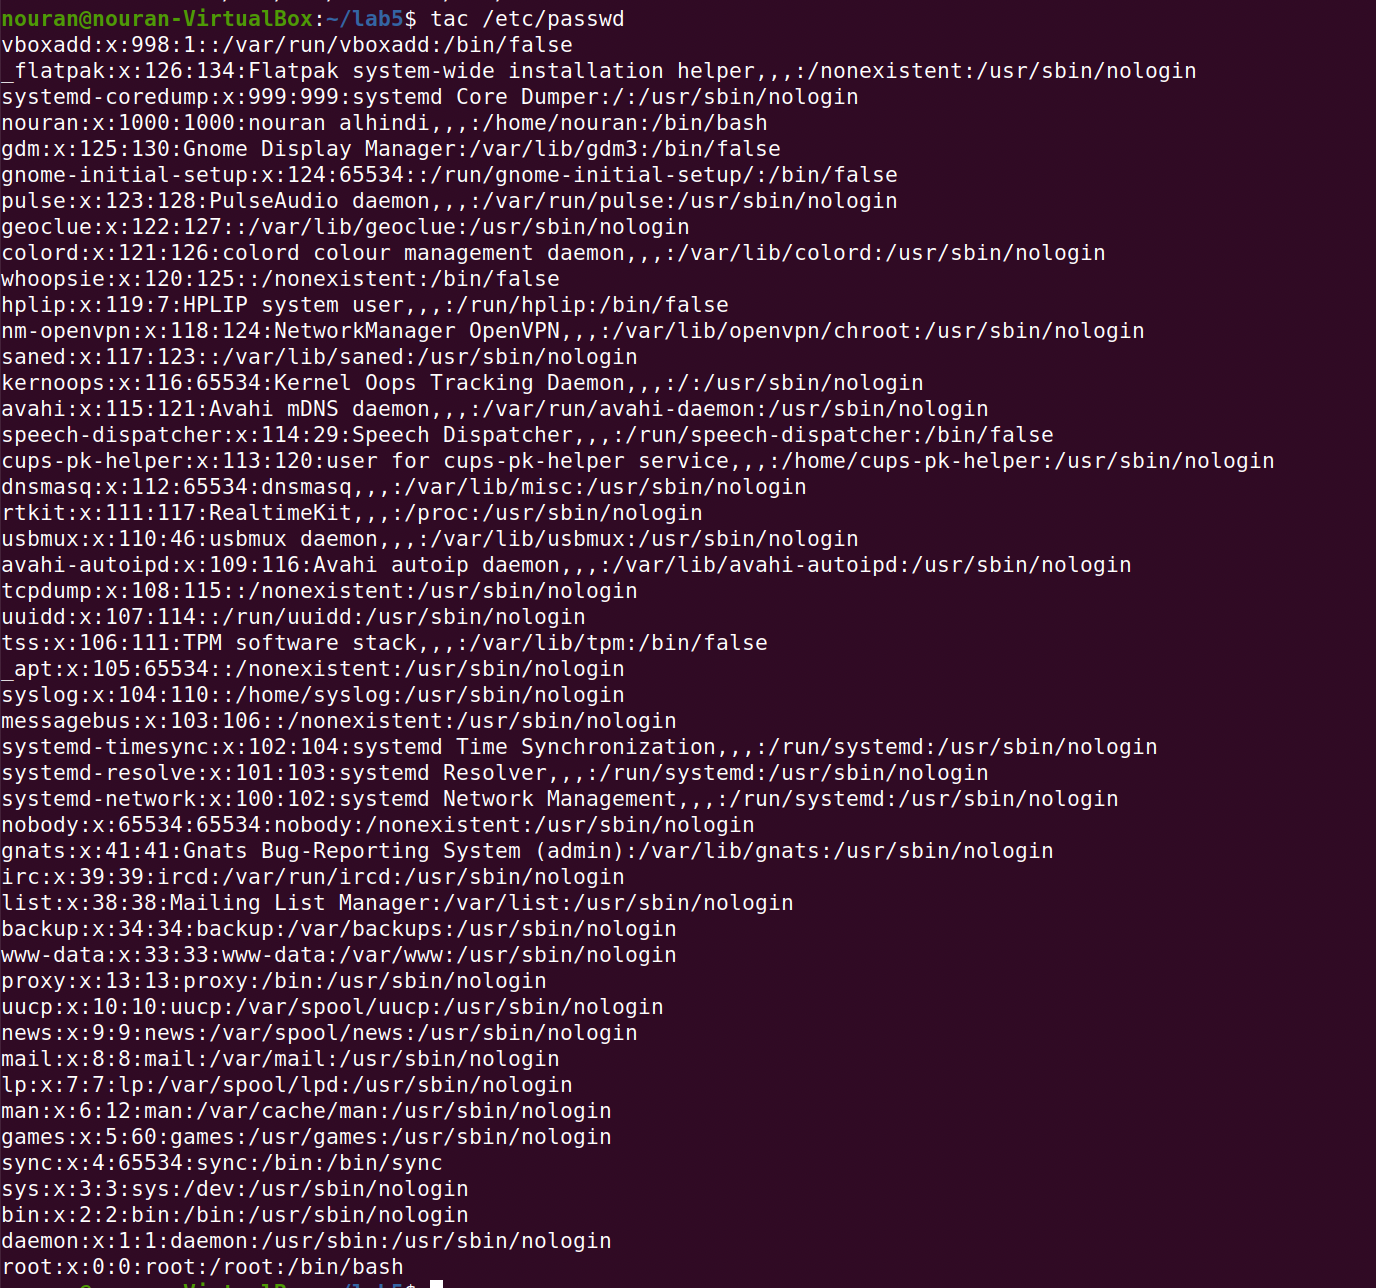 nouran@nouran-VirtualBox:~/lab5$ tac /etc/passwd
vboxadd:x:998:1::/var/run/vboxadd:/bin/false
_flatpak:x:126:134:Flatpak system-wide installation helper,,,:/nonexistent:/usr/sbin/nologin
systemd-coredump:x:999:999:systemd Core Dumper:/:/usr/sbin/nologin
nouran:x:1000:1000:nouran alhindi,,,:/home/nouran:/bin/bash
gdm:x:125:130:Gnome Display Manager:/var/lib/gdm3:/bin/false
gnome-initial-setup:x:124:65534::/run/gnome-initial-setup/:/bin/false
pulse:x:123:128:PulseAudio daemon,,,:/var/run/pulse:/usr/sbin/nologin
geoclue:x:122:127::/var/lib/geoclue:/usr/sbin/nologin
colord:x:121:126:colord colour management daemon,,,:/var/lib/colord:/usr/sbin/nologin
whoopsie:x:120:125::/nonexistent:/bin/false
hplip:x:119:7:HPLIP system user,,,:/run/hplip:/bin/false
nm-openvpn:x:118:124:NetworkManager OpenVPN,,,:/var/lib/openvpn/chroot:/usr/sbin/nologin
saned:x:117:123::/var/lib/saned:/usr/sbin/nologin
kernoops:x:116:65534:Kernel Oops Tracking Daemon,,,:/:/usr/sbin/nologin
avahi:x:115:121:Avahi mDNS daemon,,,:/var/run/avahi-daemon:/usr/sbin/nologin
speech-dispatcher:x:114:29:Speech Dispatcher,,,:/run/speech-dispatcher:/bin/false
cups-pk-helper:x:113:120:user for cups-pk-helper service,,,:/home/cups-pk-helper:/usr/sbin/nologin
dnsmasq:x:112:65534:dnsmasq,,,:/var/lib/misc:/usr/sbin/nologin
rtkit:x:111:117:RealtimeKit,,,:/proc:/usr/sbin/nologin
usbmux:x:110:46:usbmux daemon,,,:/var/lib/usbmux:/usr/sbin/nologin
avahi-autoipd:x:109:116:Avahi autoip daemon,,,:/var/lib/avahi-autoipd:/usr/sbin/nologin
tcpdump:x:108:115::/nonexistent:/usr/sbin/nologin
uuidd:x:107:114::/run/uuidd:/usr/sbin/nologin
tss:x:106:111:TPM software stack,,,:/var/lib/tpm:/bin/false
_apt:x:105:65534::/nonexistent:/usr/sbin/nologin
syslog:x:104:110::/home/syslog:/usr/sbin/nologin
messagebus:x:103:106::/nonexistent:/usr/sbin/nologin
systemd-timesync:x:102:104:systemd Time Synchronization,,,:/run/systemd:/usr/sbin/nologin
systemd-resolve:x:101:103:systemd Resolver,,,:/run/systemd:/usr/sbin/nologin
systemd-network:x:100:102:systemd Network Management,,,:/run/systemd:/usr/sbin/nologin
nobody:x:65534:65534:nobody:/nonexistent:/usr/sbin/nologin
gnats:x:41:41:Gnats Bug-Reporting System (admin):/var/lib/gnats:/usr/sbin/nologin
irc:x:39:39:ircd:/var/run/ircd:/usr/sbin/nologin
list:x:38:38:Mailing List Manager:/var/list:/usr/sbin/nologin
backup:x:34:34:backup:/var/backups:/usr/sbin/nologin
www-data:x:33:33:www-data:/var/www:/usr/sbin/nologin
proxy:x:13:13:proxy:/bin:/usr/sbin/nologin
uucp:x:10:10:uucp:/var/spool/uucp:/usr/sbin/nologin
news:x:9:9:news:/var/spool/news:/usr/sbin/nologin
mail:x:8:8:mail:/var/mail:/usr/sbin/nologin
lp:x:7:7:lp:/var/spool/lpd:/usr/sbin/nologin
man:x:6:12:man:/var/cache/man:/usr/sbin/nologin
games:x:5:60:games:/usr/games:/usr/sbin/nologin
sync:x:4:65534:sync:/bin:/bin/sync
sys:x:3:3:sys:/dev:/usr/sbin/nologin
bin:x:2:2:bin:/bin:/usr/sbin/nologin
daemon:x:1:1:daemon:/usr/sbin:/usr/sbin/nologin
root:x:0:0:root:/root:/bin/bash
nouran@nouran-VirtualBox:~/lab5$